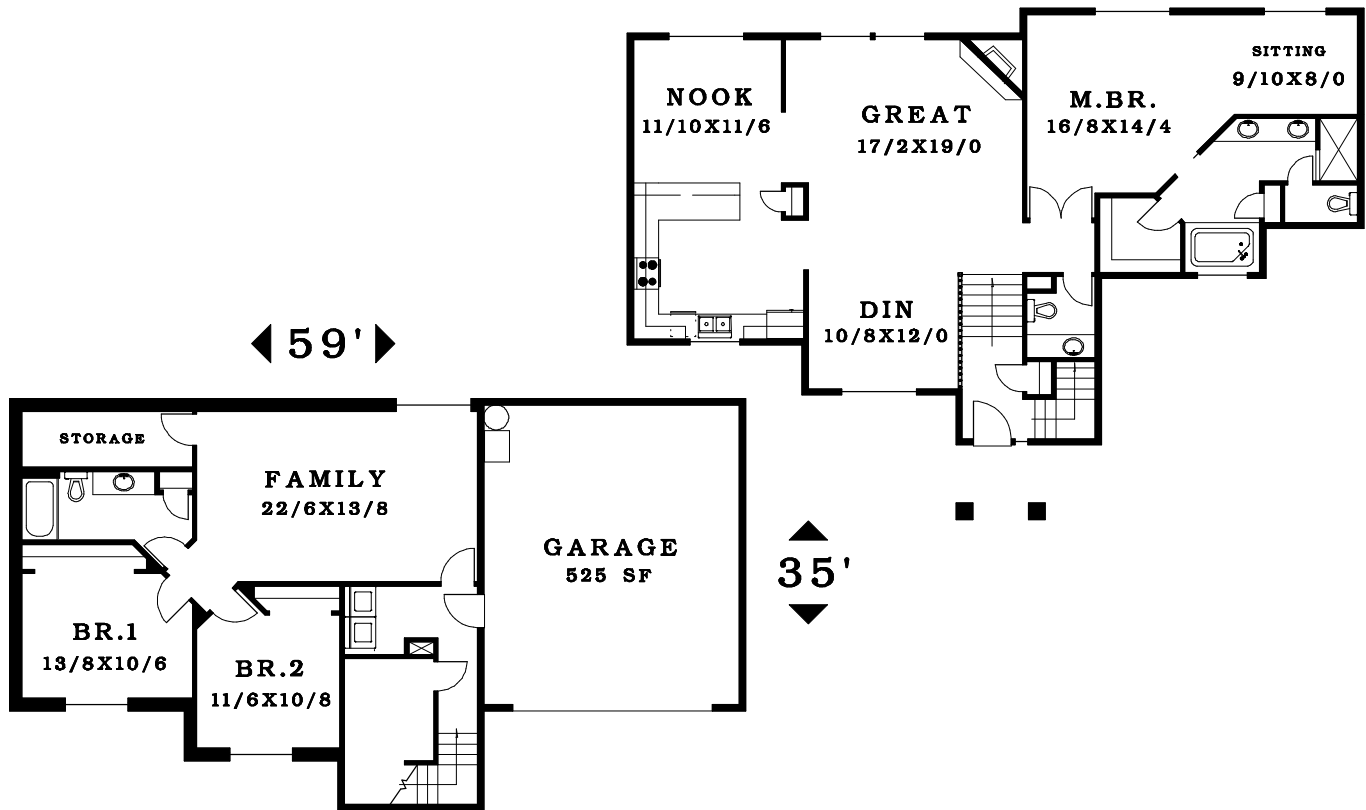 SITTING
9/10X8/0
NOOK
11/10X11/6
M.BR.
16/8X14/4
GREAT
17/2X19/0
DIN
10/8X12/0
59'
STORAGE
FAMILY
22/6X13/8
GARAGE
525 SF
35'
BR.1
13/8X10/6
BR.2
11/6X10/8